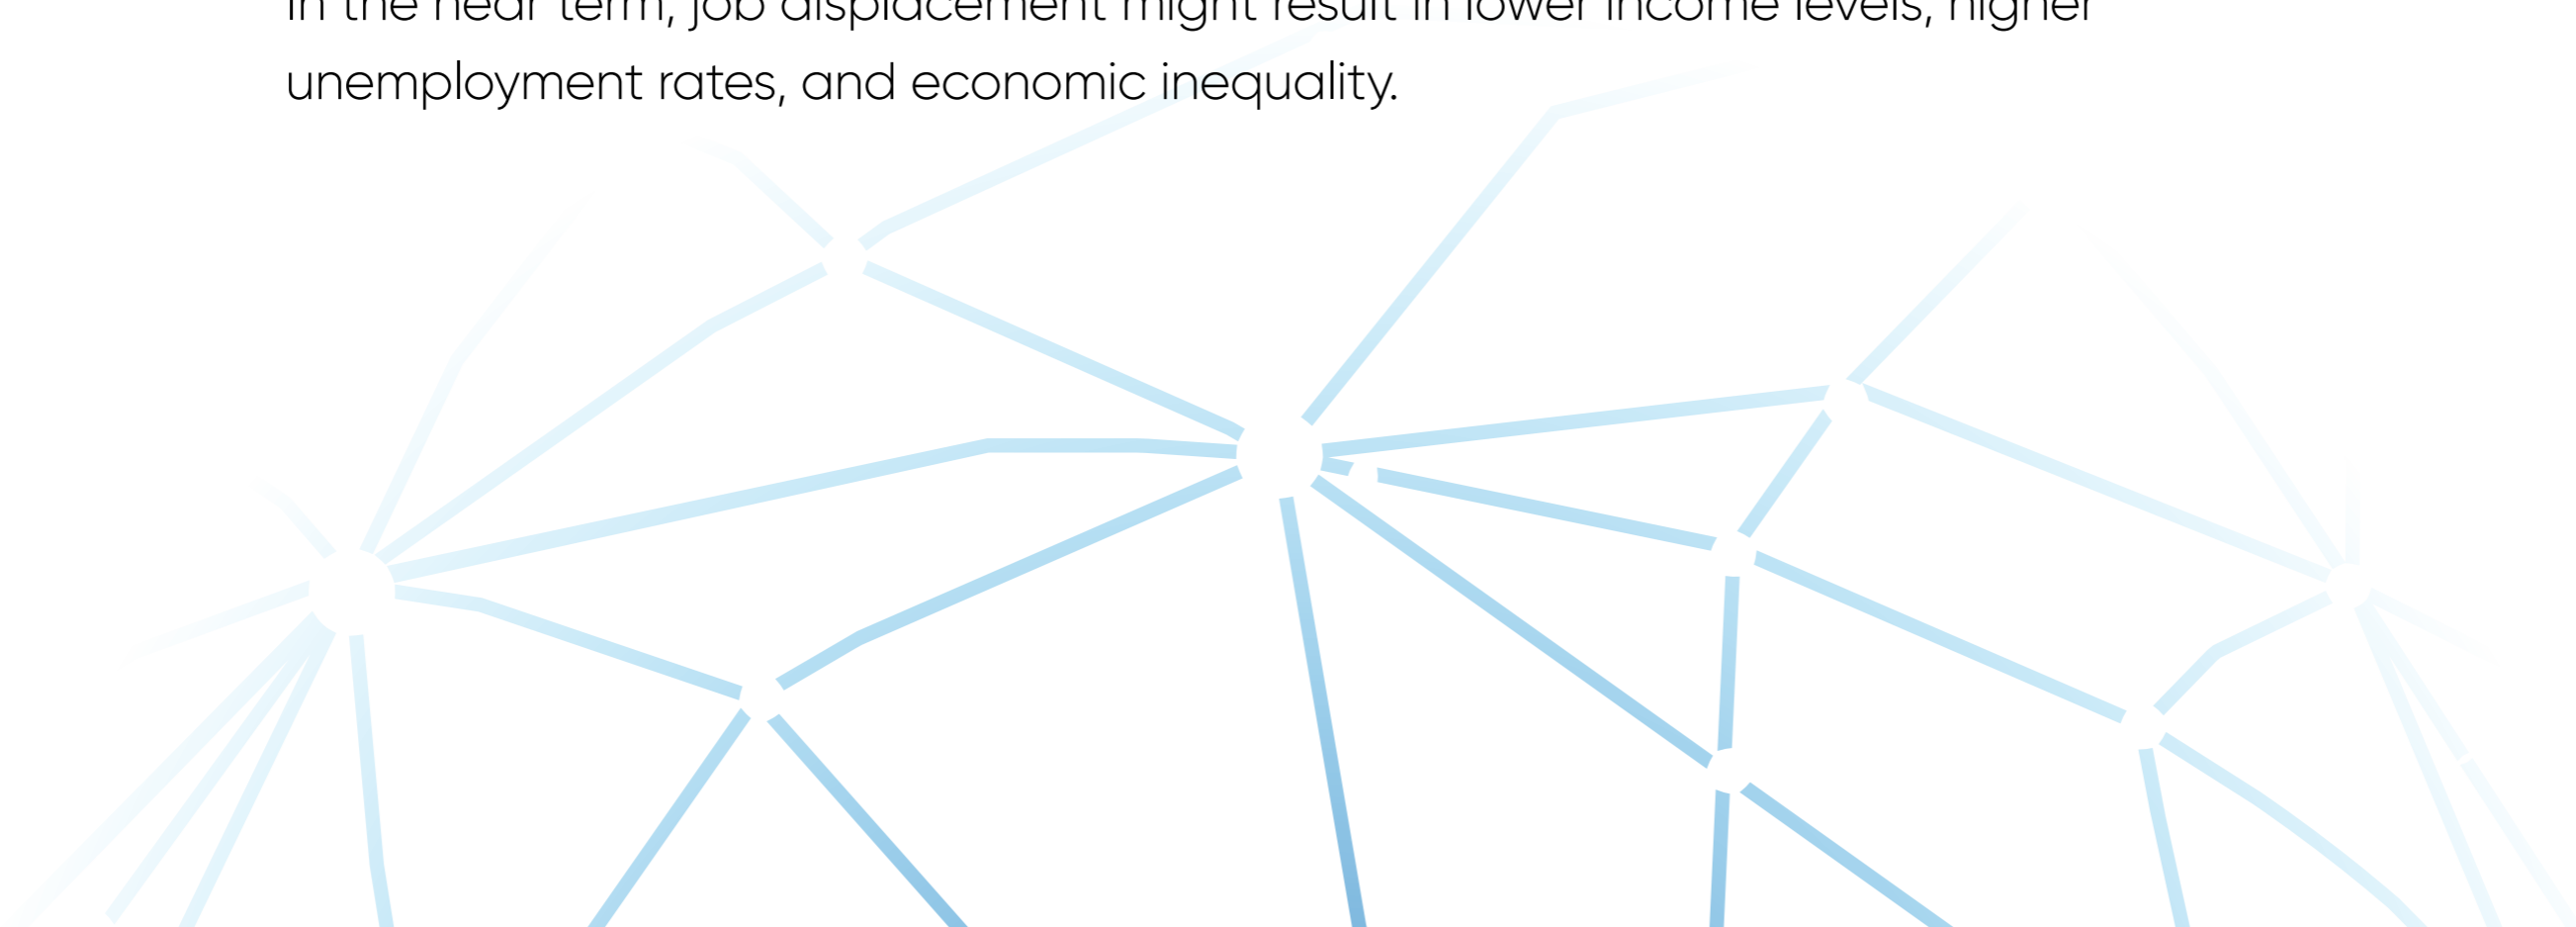 In the near term, job displacement might result in lower income levels, higher
unemployment rates, and economic inequality.